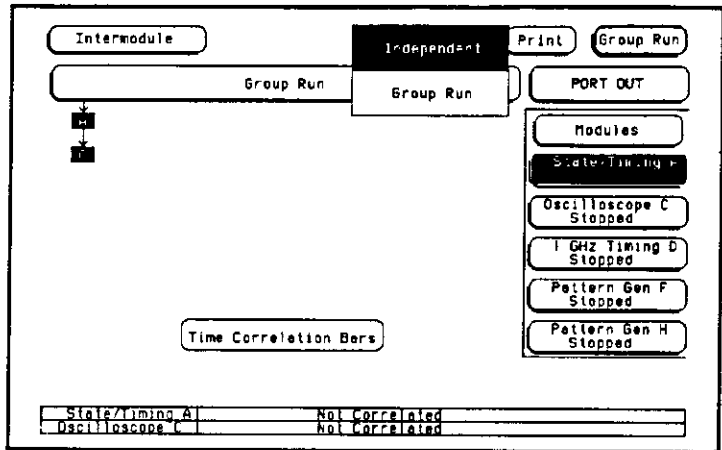 Intermodule
Independent
Print
Group Run
Group Run
Group Run
PORT OUT
Modules
State/Timing
Oscilloscope C
Stopped
1 GHz Timing D
Stopped
Pattern Gen F
Stopped
Pattern Gen H
Stopped
Time Correlation Bars
State/Timing A Not Correlated
Oscilloscope C Not Correlated